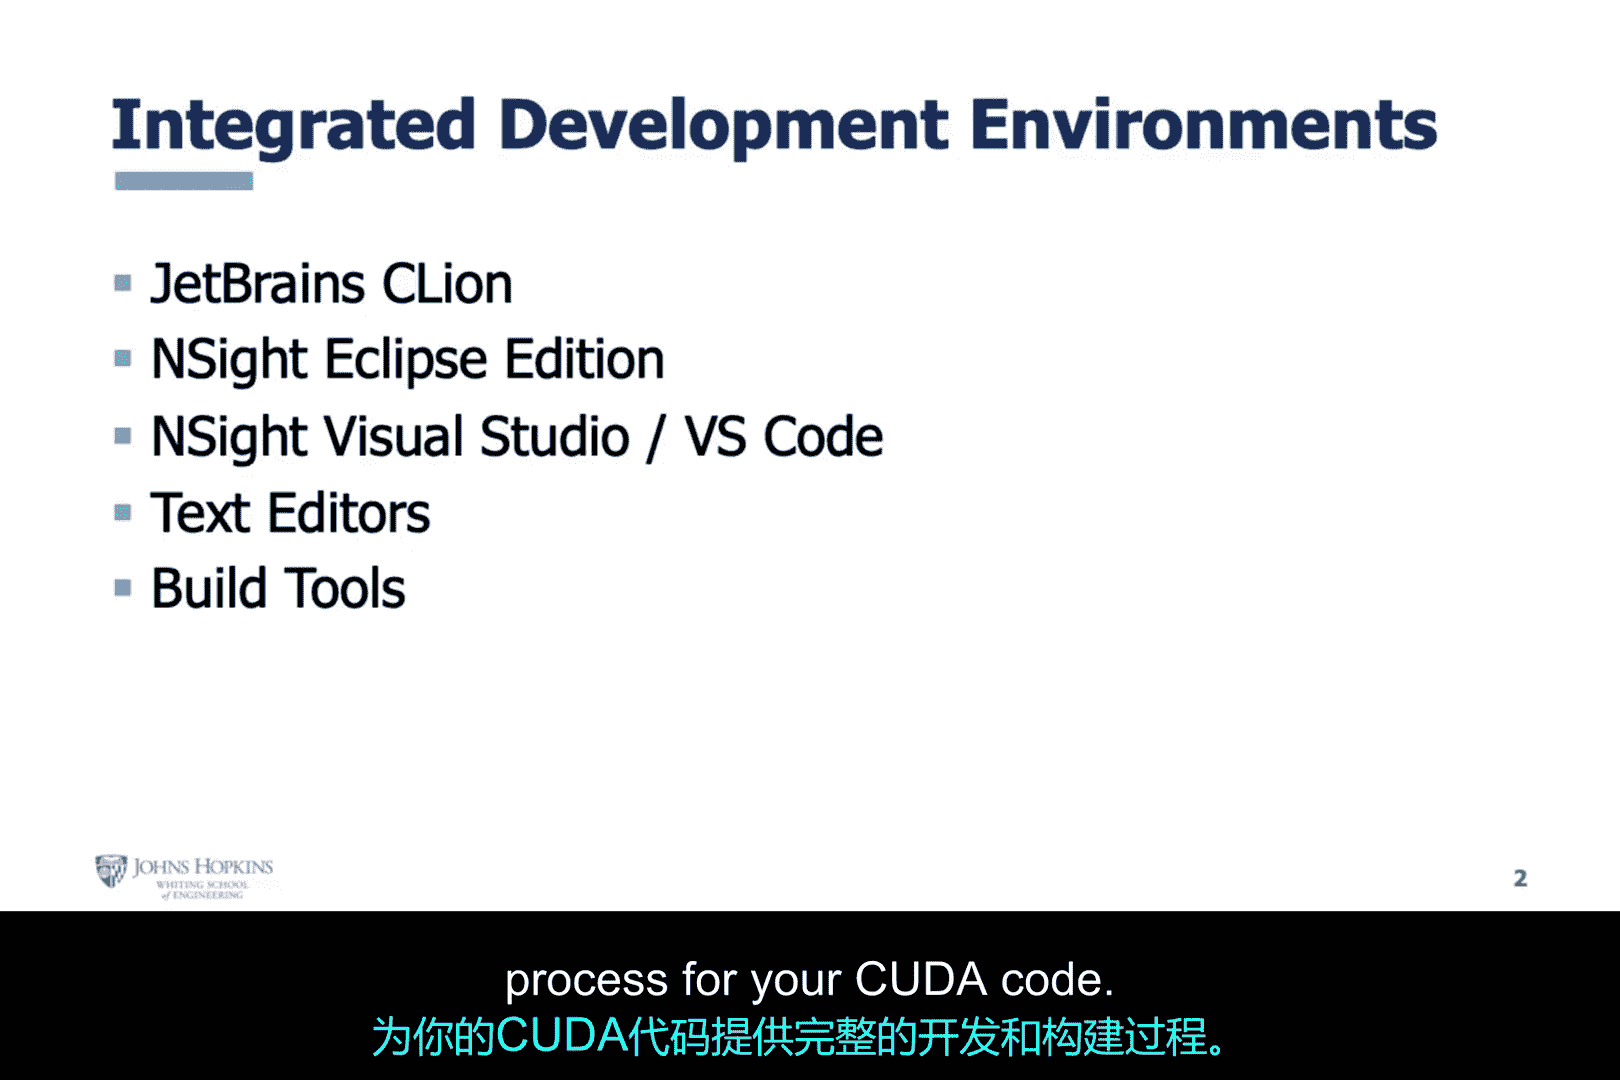 Integrated Development Environments
JetBrains CLion
NSight Eclipse Edition
NSight Visual Studio / VS Code
Text Editors
Build Tools
JOHNS HOPKINS
WHITING SCHOOL
of ENGINEERING
2
process for your CUDA code.
为你的CUDA代码提供完整的开发和构建过程。